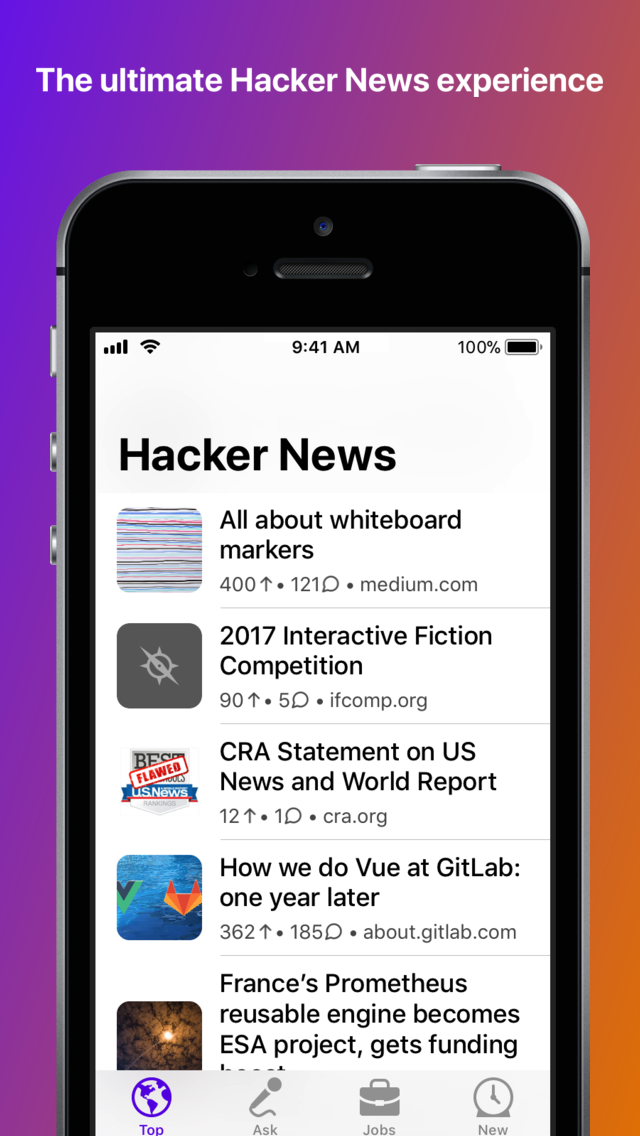 The ultimate Hacker News experience
9:41 AM
100%
Hacker News
All about whiteboard
markers
400↑ • 121 • medium.com
2017 Interactive Fiction
Competition
90↑ • 5 • ifcomp.org
BEST
FLAWED
U.S.News
RANKINGS
CRA Statement on US
News and World Report
12↑ • 1 • cra.org
How we do Vue at GitLab:
one year later
362↑ • 185 • about.gitlab.com
France’s Prometheus
reusable engine becomes
ESA project, gets funding
Top
Ask
Jobs
New